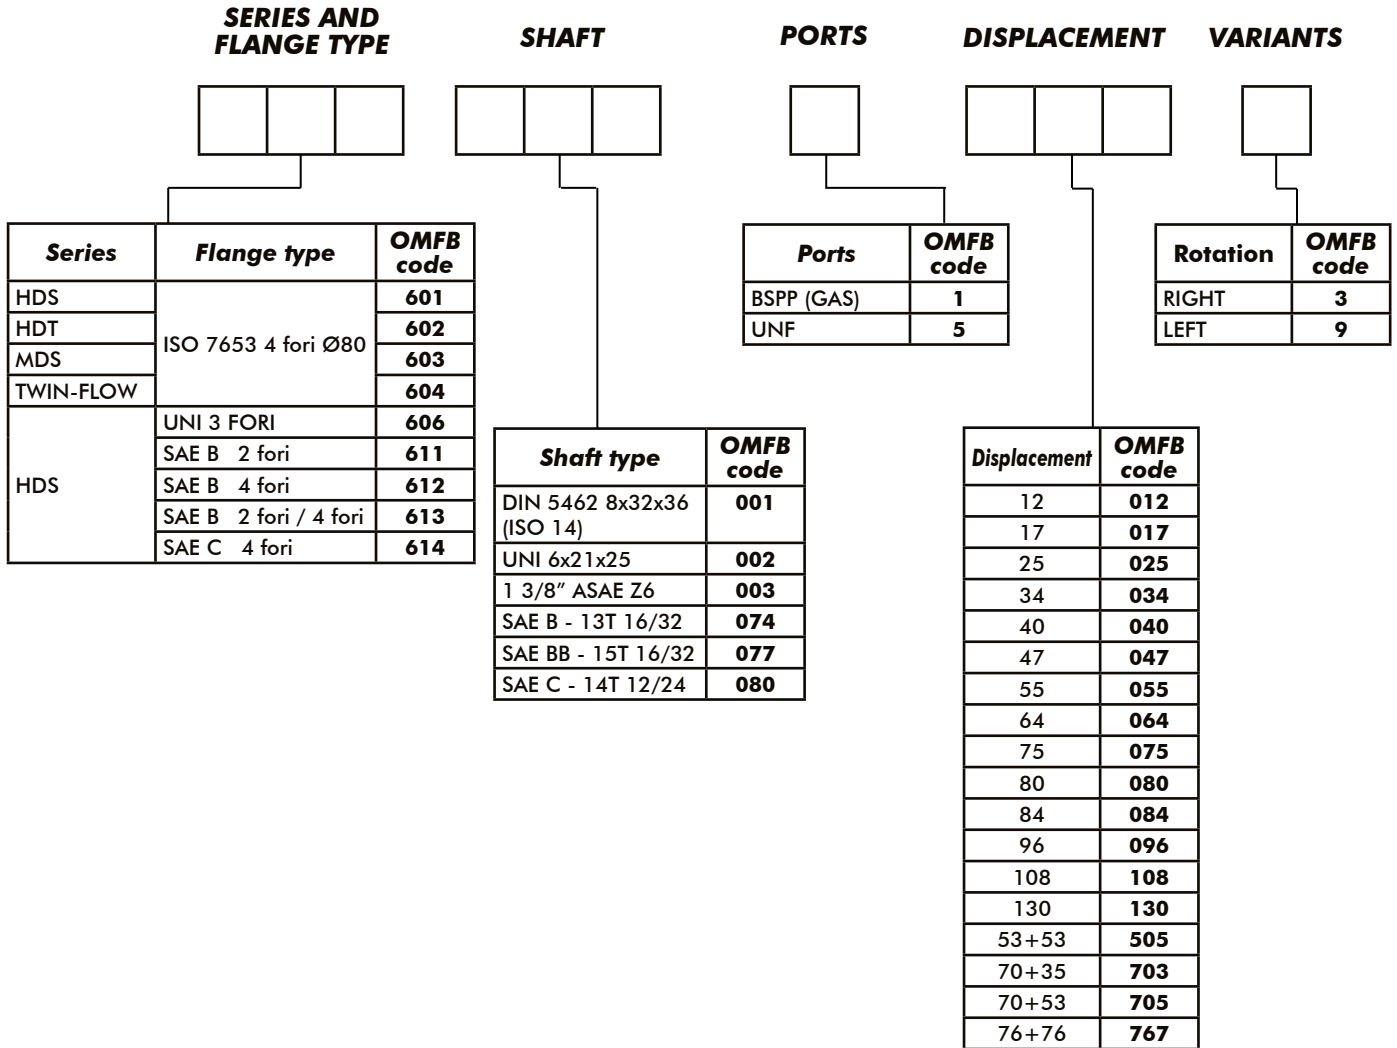 SERIES AND
FLANGE TYPE
SHAFT
PORTS
DISPLACEMENT
VARIANTS
Series Flange type OMFB
code
HDS ISO 7653 4 fori Ø80 601
HDT 602
MDS 603
TWIN-FLOW 604
HDS UNI 3 FORI 606
SAE B 2 fori 611
SAE B 4 fori 612
SAE B 2 fori / 4 fori 613
SAE C 4 fori 614
Shaft type OMFB
code
DIN 5462 8x32x36 001
(ISO 14)
UNI 6x21x25 002
1 3/8” ASAE Z6 003
SAE B - 13T 16/32 074
SAE BB - 15T 16/32 077
SAE C - 14T 12/24 080
Ports OMFB
code
BSPP (GAS) 1
UNF 5
Displacement OMFB
code
12 012
17 017
25 025
34 034
40 040
47 047
55 055
64 064
75 075
80 080
84 084
96 096
108 108
130 130
53+53 505
70+35 703
70+53 705
76+76 767
Rotation OMFB
code
RIGHT 3
LEFT 9